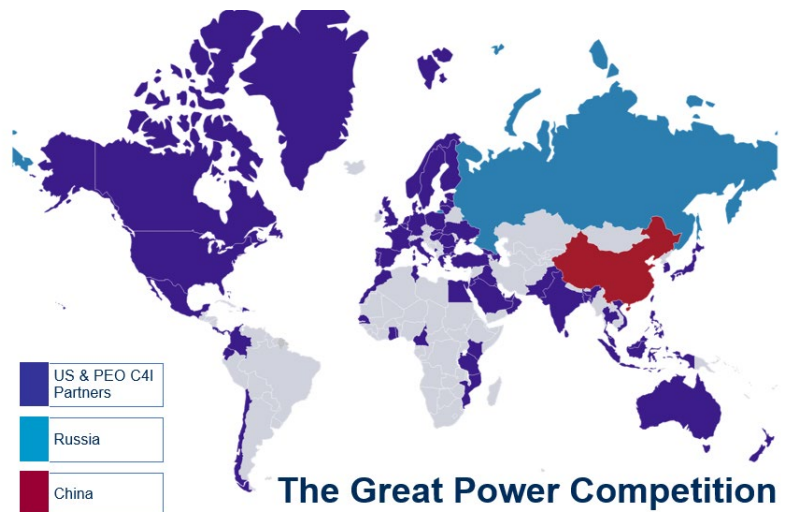 US & PEO C4I
Partners
Russia
China
The Great Power Competition